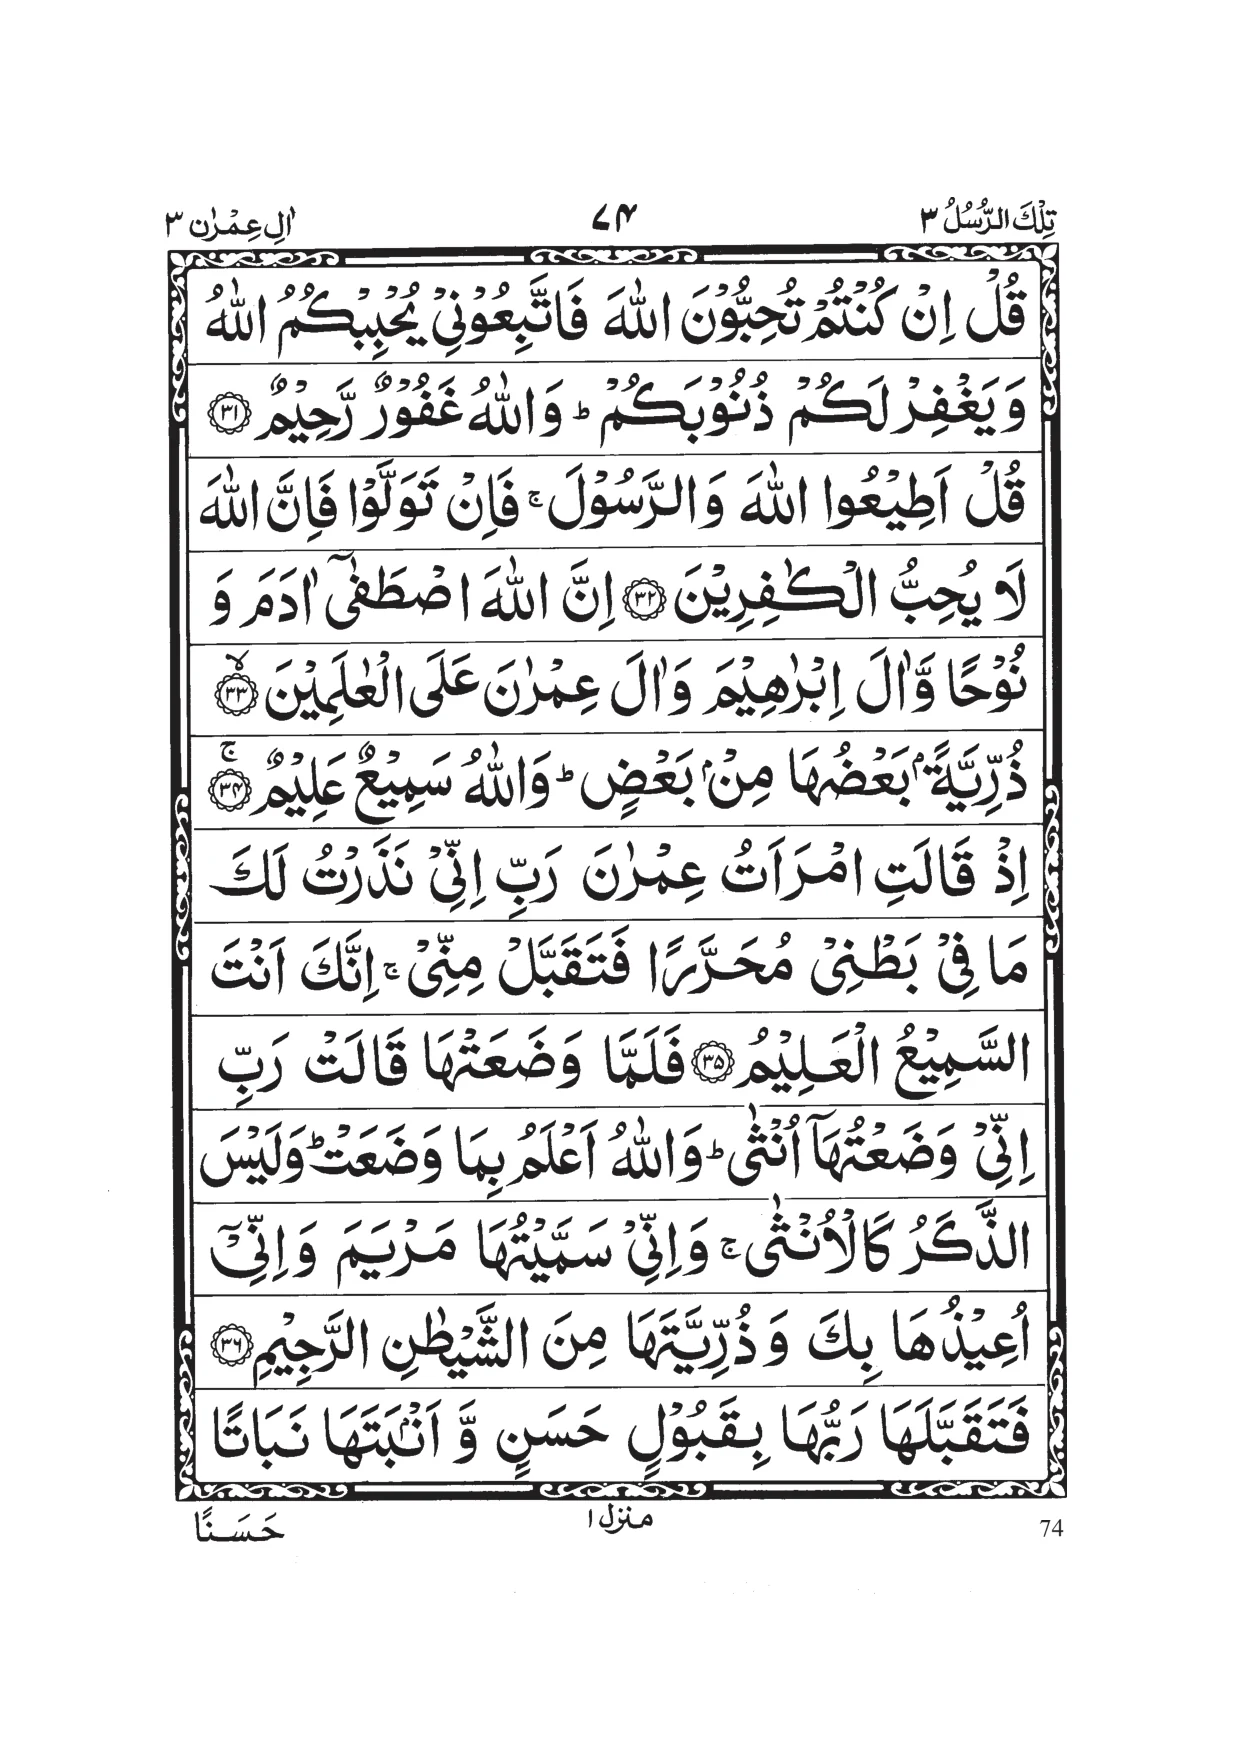 تِلْكَ الرُّسُلُ ٣
٧٤
اٰلِ عِمْرٰن ٣
قُلْ اِنْ كُنْتُمْ تُحِبُّوْنَ اللّٰهَ فَاتَّبِعُوْنِيْ يُحْبِبْكُمُ اللّٰهُ
وَيَغْفِرْ لَكُمْ ذُنُوْبَكُمْ ؕ وَاللّٰهُ غَفُوْرٌ رَّحِيْمٌ ﴿٣١﴾
قُلْ اَطِيْعُوا اللّٰهَ وَالرَّسُوْلَ ۚ فَاِنْ تَوَلَّوْا فَاِنَّ اللّٰهَ
لَا يُحِبُّ الْكٰفِرِيْنَ ﴿٣٢﴾ اِنَّ اللّٰهَ اصْطَفٰىٓ اٰدَمَ وَ
نُوْحًا وَّاٰلَ اِبْرٰهِيْمَ وَاٰلَ عِمْرٰنَ عَلَى الْعٰلَمِيْنَ ۙ﴿٣٣﴾
ذُرِّيَّةًۢ بَعْضُهَا مِنْۢ بَعْضٍ ؕ وَاللّٰهُ سَمِيْعٌ عَلِيْمٌ ۚ﴿٣٤﴾
اِذْ قَالَتِ امْرَاَتُ عِمْرٰنَ رَبِّ اِنِّيْ نَذَرْتُ لَكَ
مَا فِيْ بَطْنِيْ مُحَرَّرًا فَتَقَبَّلْ مِنِّيْ ۚ اِنَّكَ اَنْتَ
السَّمِيْعُ الْعَلِيْمُ ﴿٣٥﴾ فَلَمَّا وَضَعَتْهَا قَالَتْ رَبِّ
اِنِّيْ وَضَعْتُهَآ اُنْثٰى ؕ وَاللّٰهُ اَعْلَمُ بِمَا وَضَعَتْ ؕ وَلَيْسَ
الذَّكَرُ كَالْاُنْثٰى ۚ وَاِنِّيْ سَمَّيْتُهَا مَرْيَمَ وَاِنِّيْٓ
اُعِيْذُهَا بِكَ وَذُرِّيَّتَهَا مِنَ الشَّيْطٰنِ الرَّجِيْمِ ﴿٣٦﴾
فَتَقَبَّلَهَا رَبُّهَا بِقَبُوْلٍ حَسَنٍ وَّ اَنْۢبَتَهَا نَبَاتًا
حَسَنًا
منزل ١
74